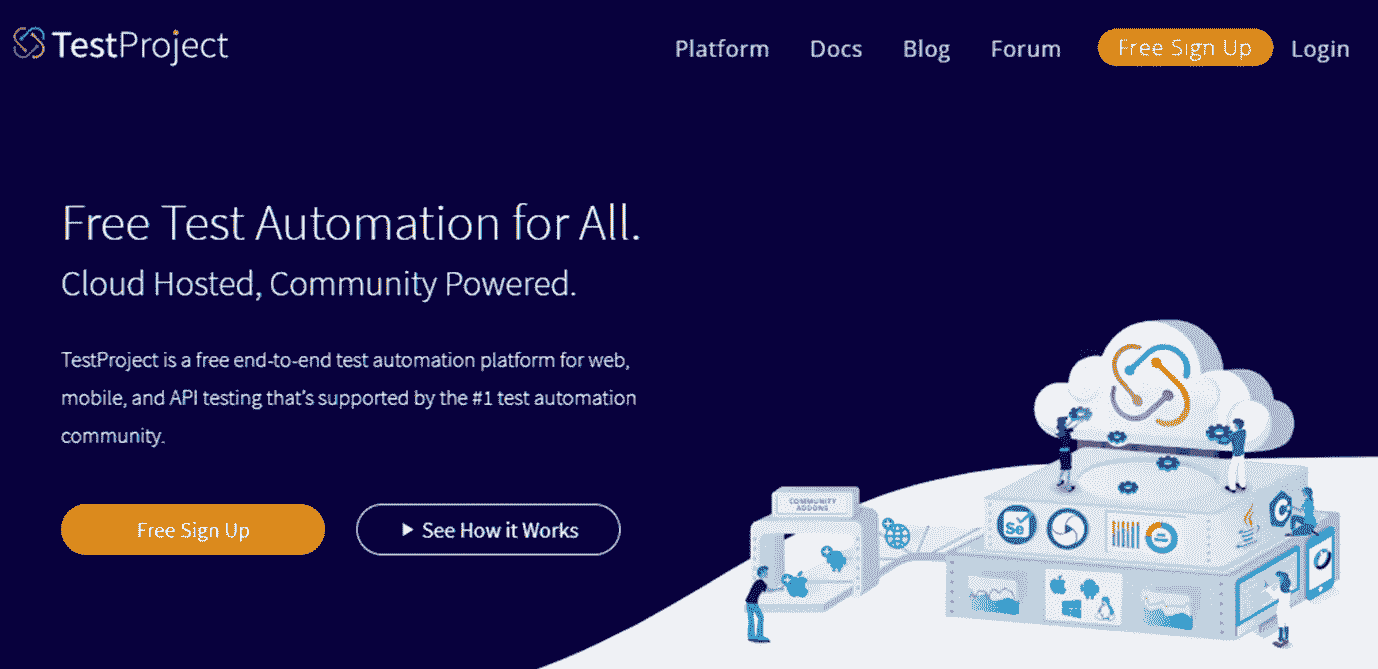 TestProject
Platform
Docs
Blog
Forum
Free Sign Up
Login
Free Test Automation for All.
Cloud Hosted, Community Powered.
TestProject is a free end-to-end test automation platform for web,
mobile, and API testing that's supported by the #1 test automation
community.
Free Sign Up
See How it Works
COMMUNITY
ADDONS
Se
C